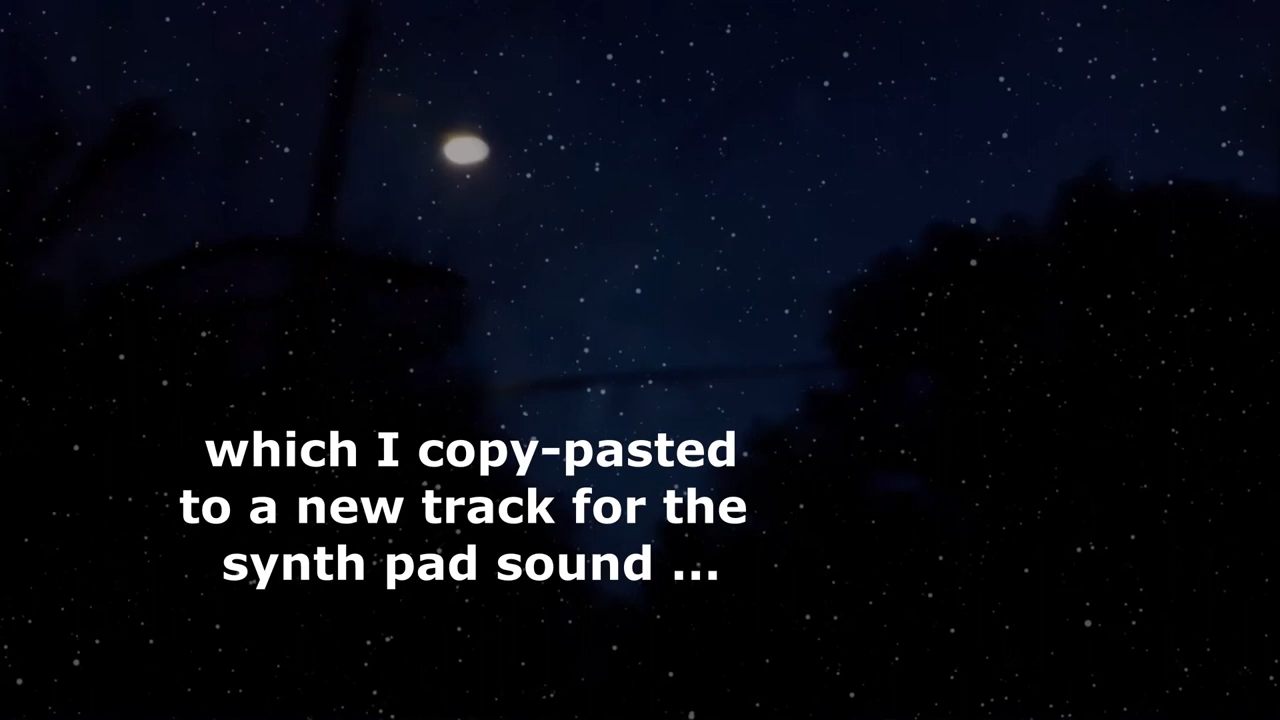 which I copy-pasted
to a new track for the
synth pad sound ...